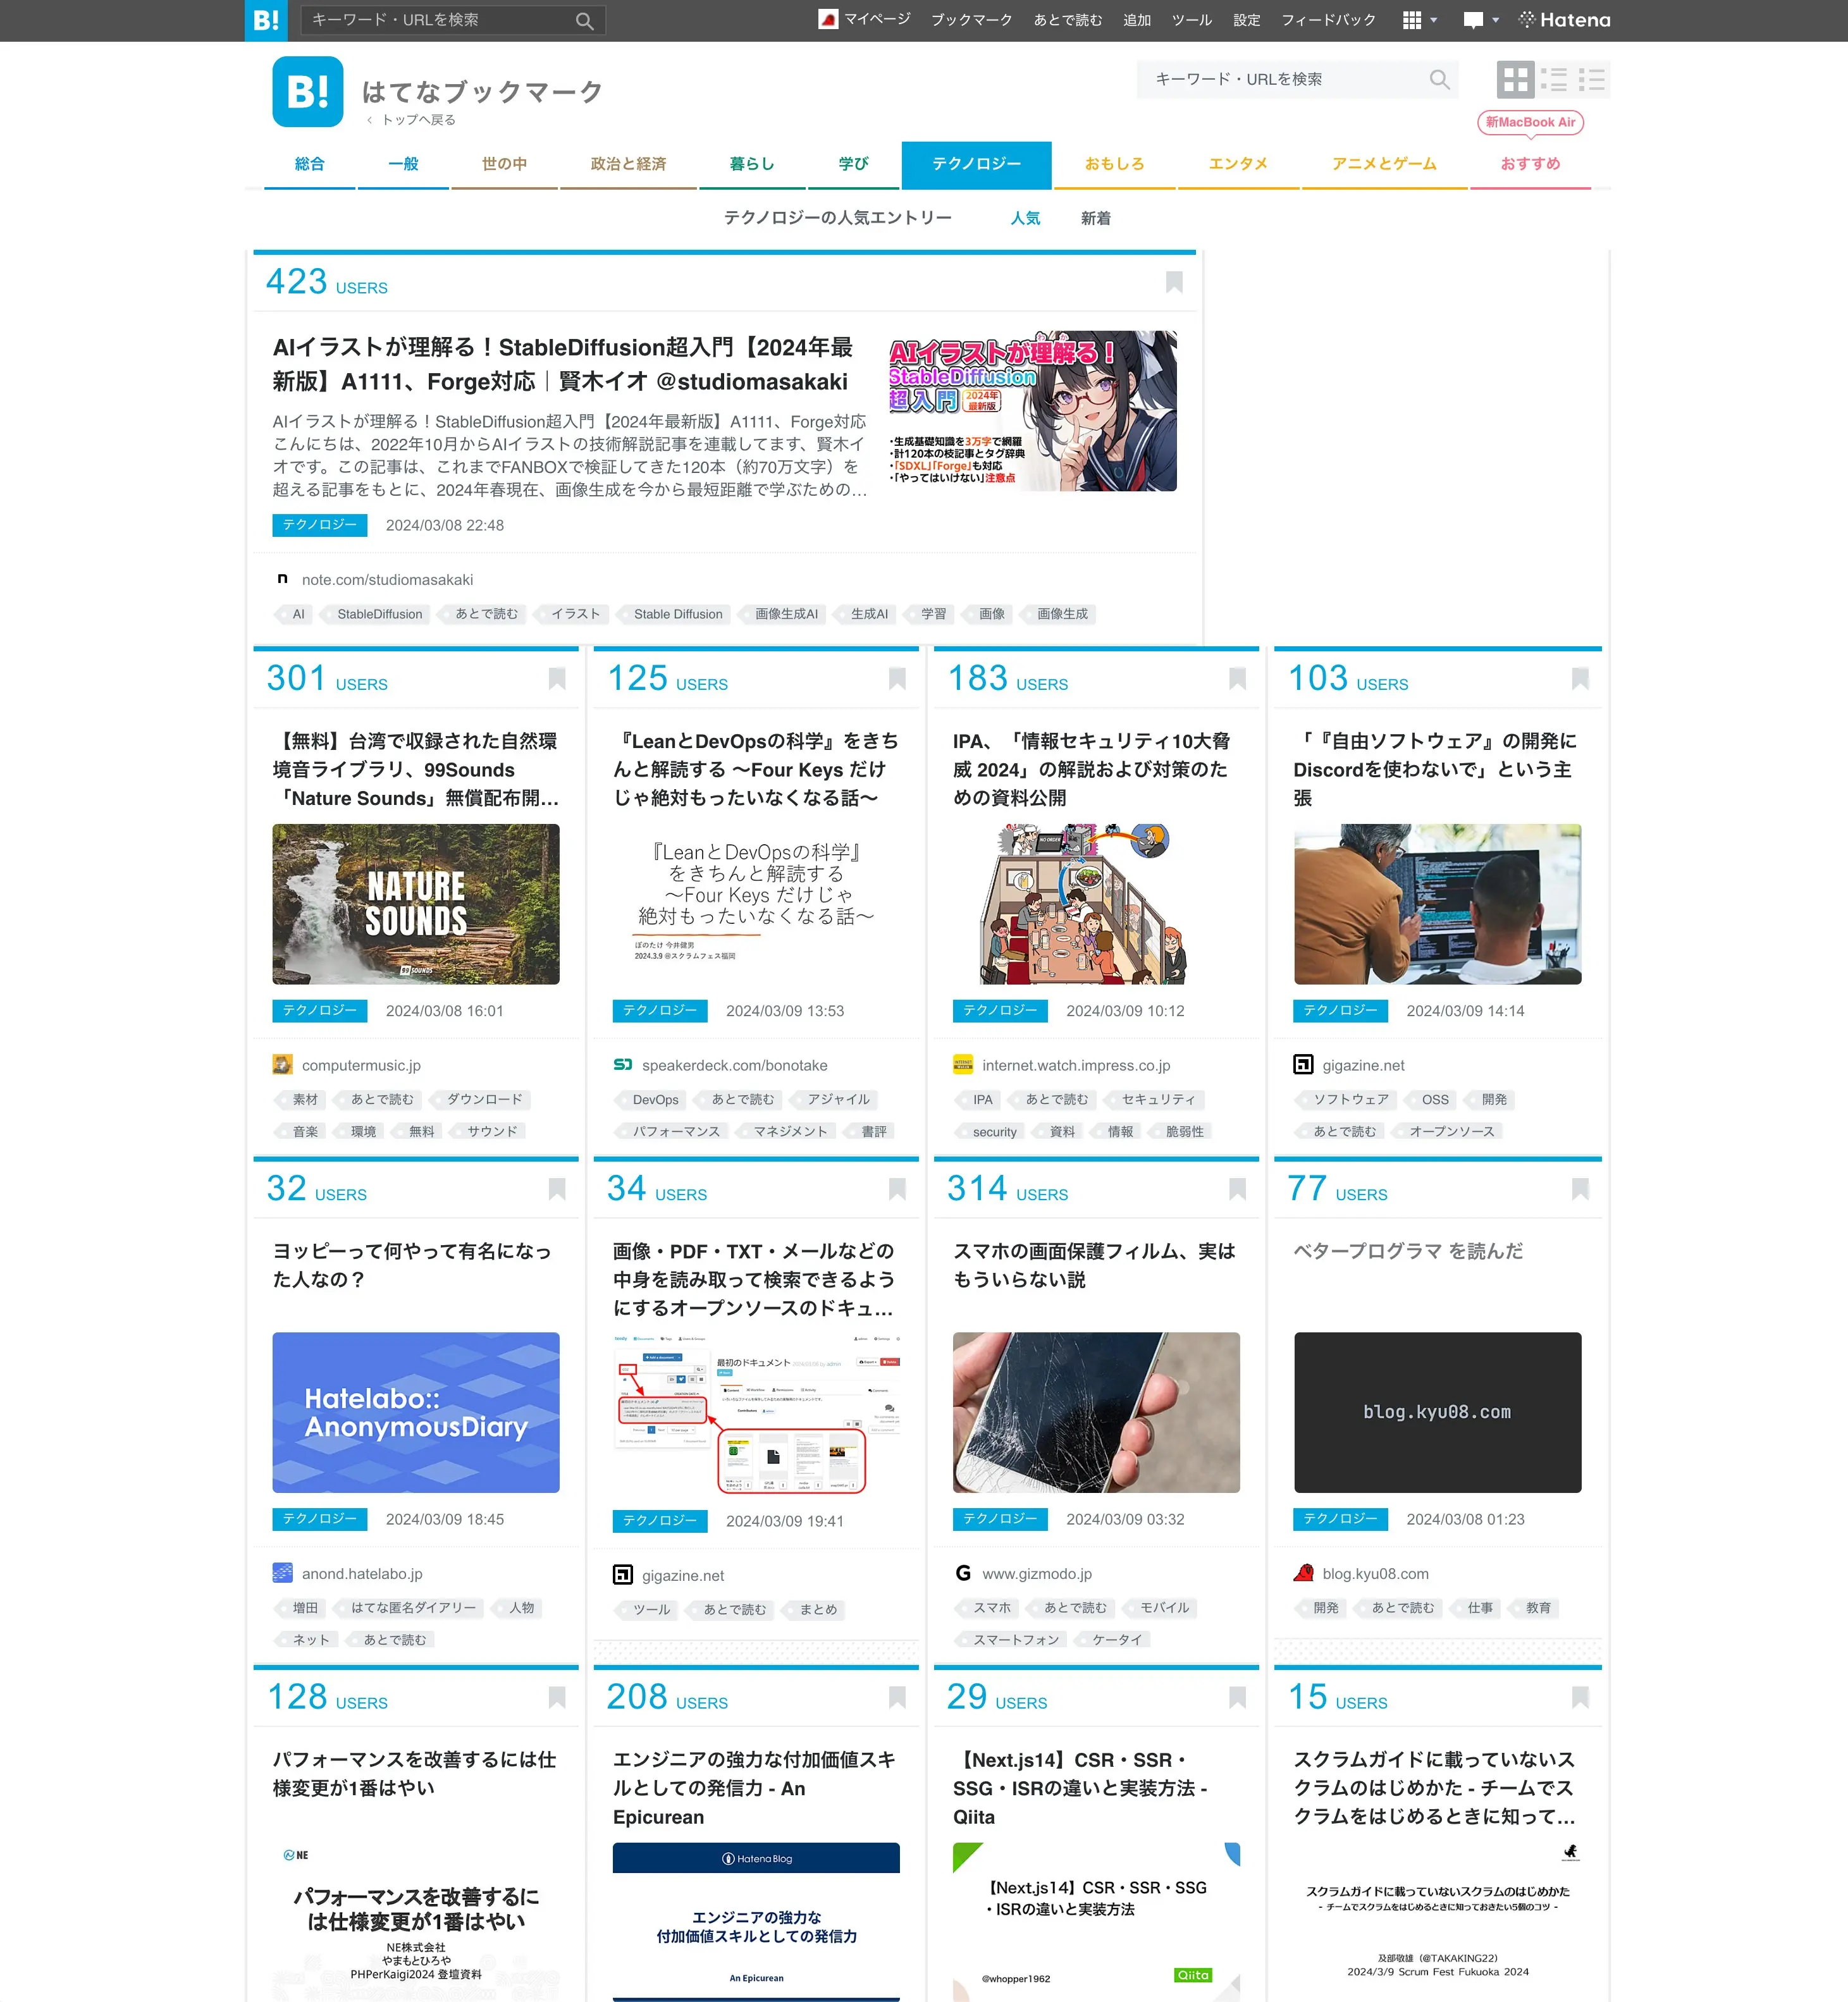 B!
キーワード・URLを検索
マイページ ブックマーク あとで読む 追加 ツール 設定 フィードバック
Hatena
B!
はてなブックマーク
トップへ戻る
キーワード・URLを検索
新MacBook Air
総合 一般 世の中 政治と経済 暮らし 学び テクノロジー おもしろ エンタメ アニメとゲーム おすすめ
テクノロジーの人気エントリー 人気 新着
423 USERS
AIイラストが理解る！StableDiffusion超入門【2024年最
新版】A1111、Forge対応｜賢木イオ @studiomasakaki
AIイラストが理解る！StableDiffusion超入門【2024年最新版】A1111、Forge対応
こんにちは、2022年10月からAIイラストの技術解説記事を連載してます、賢木イ
オです。この記事は、これまでFANBOXで検証してきた120本（約70万文字）を
超える記事をもとに、2024年春現在、画像生成を今から最短距離で学ぶための…
AIイラストが理解る！
StableDiffusion
超入門 2024年
最新版
・生成基礎知識を3万字で網羅
・計120本の枝記事とタグ辞典
・「SDXL」「Forge」も対応
・「やってはいけない」注意点
テクノロジー 2024/03/08 22:48
note.com/studiomasakaki
AI StableDiffusion あとで読む イラスト Stable Diffusion 画像生成AI 生成AI 学習 画像 画像生成
301 USERS
【無料】台湾で収録された自然環
境音ライブラリ、99Sounds
「Nature Sounds」無償配布開…
NATURE
SOUNDS
99 SOUNDS
テクノロジー 2024/03/08 16:01
computermusic.jp
素材 あとで読む ダウンロード
音楽 環境 無料 サウンド
125 USERS
『LeanとDevOpsの科学』をきち
んと解読する 〜Four Keys だけ
じゃ絶対もったいなくなる話〜
『LeanとDevOpsの科学』
をきちんと解読する
〜Four Keys だけじゃ
絶対もったいなくなる話〜
ぼのたけ 今井健男
2024.3.9 @スクラムフェス福岡
テクノロジー 2024/03/09 13:53
speakerdeck.com/bonotake
DevOps あとで読む アジャイル
パフォーマンス マネジメント 書評
183 USERS
IPA、「情報セキュリティ10大脅
威 2024」の解説および対策のた
めの資料公開
NO ORDER
テクノロジー 2024/03/09 10:12
internet.watch.impress.co.jp
IPA あとで読む セキュリティ
security 資料 情報 脆弱性
103 USERS
「『自由ソフトウェア』の開発に
Discordを使わないで」という主
張
テクノロジー 2024/03/09 14:14
gigazine.net
ソフトウェア OSS 開発
あとで読む オープンソース
32 USERS
ヨッピーって何やって有名になっ
た人なの？
Hatelabo::
AnonymousDiary
テクノロジー 2024/03/09 18:45
anond.hatelabo.jp
増田 はてな匿名ダイアリー 人物
ネット あとで読む
34 USERS
画像・PDF・TXT・メールなどの
中身を読み取って検索できるよう
にするオープンソースのドキュ…
最初のドキュメント
テクノロジー 2024/03/09 19:41
gigazine.net
ツール あとで読む まとめ
314 USERS
スマホの画面保護フィルム、実は
もういらない説
テクノロジー 2024/03/09 03:32
www.gizmodo.jp
スマホ あとで読む モバイル
スマートフォン ケータイ
77 USERS
ベタープログラマ を読んだ
blog.kyu08.com
テクノロジー 2024/03/08 01:23
blog.kyu08.com
開発 あとで読む 仕事 教育
128 USERS
パフォーマンスを改善するには仕
様変更が1番はやい
NE
パフォーマンスを改善するに
は仕様変更が1番はやい
NE株式会社
やまもとひろや
PHPerKaigi2024 登壇資料
208 USERS
エンジニアの強力な付加価値スキ
ルとしての発信力 - An
Epicurean
Hatena Blog
エンジニアの強力な
付加価値スキルとしての発信力
An Epicurean
29 USERS
【Next.js14】CSR・SSR・
SSG・ISRの違いと実装方法 -
Qiita
【Next.js14】CSR・SSR・SSG
・ISRの違いと実装方法
@whopper1962
Qiita
15 USERS
スクラムガイドに載っていないス
クラムのはじめかた - チームでス
クラムをはじめるときに知って…
スクラムガイドに載っていないスクラムのはじめかた
- チームでスクラムをはじめるときに知っておきたい5個のコツ -
及部敬雄（@TAKAKING22）
2024/3/9 Scrum Fest Fukuoka 2024